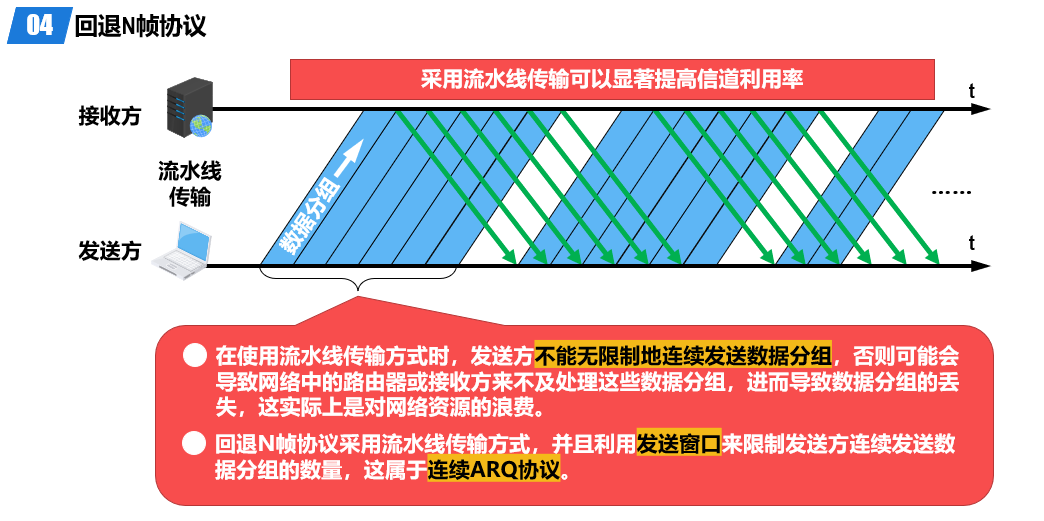 04 回退N帧协议
采用流水线传输可以显著提高信道利用率
t
接收方
流水线
传输
数据分组
……
发送方
t
在使用流水线传输方式时，发送方不能无限制地连续发送数据分组，否则可能会
导致网络中的路由器或接收方来不及处理这些数据分组，进而导致数据分组的丢
失，这实际上是对网络资源的浪费。
回退N帧协议采用流水线传输方式，并且利用发送窗口来限制发送方连续发送数
据分组的数量，这属于连续ARQ协议。